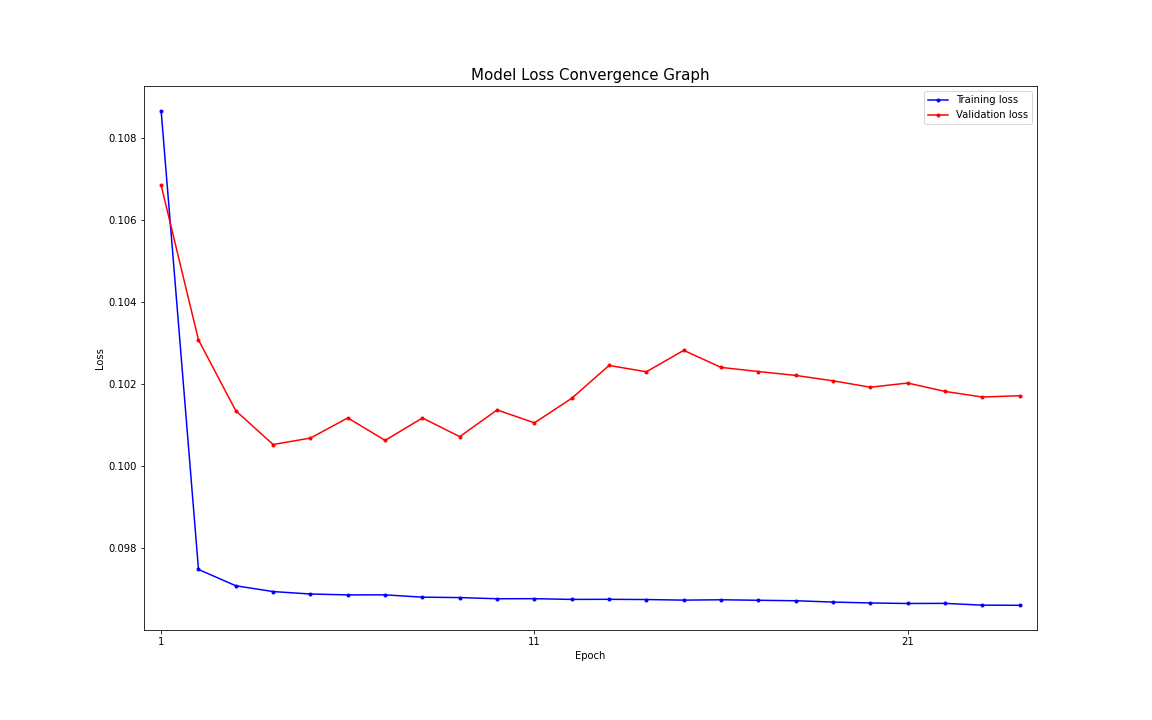 Model Loss Convergence Graph
Training loss
Validation loss
0.108
0.106
0.104
0.102
0.100
0.098
Loss
1
11
21
Epoch